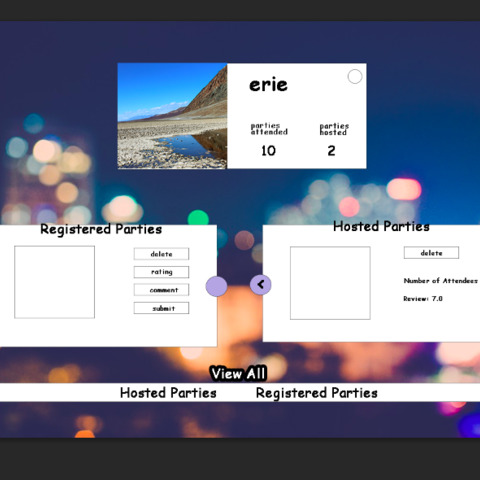 erie
parties attended
parties hosted
10
2
Registered Parties
delete
rating
comment
submit
Hosted Parties
delete
Number of Attendees
Review: 7.0
View All
Hosted Parties
Registered Parties